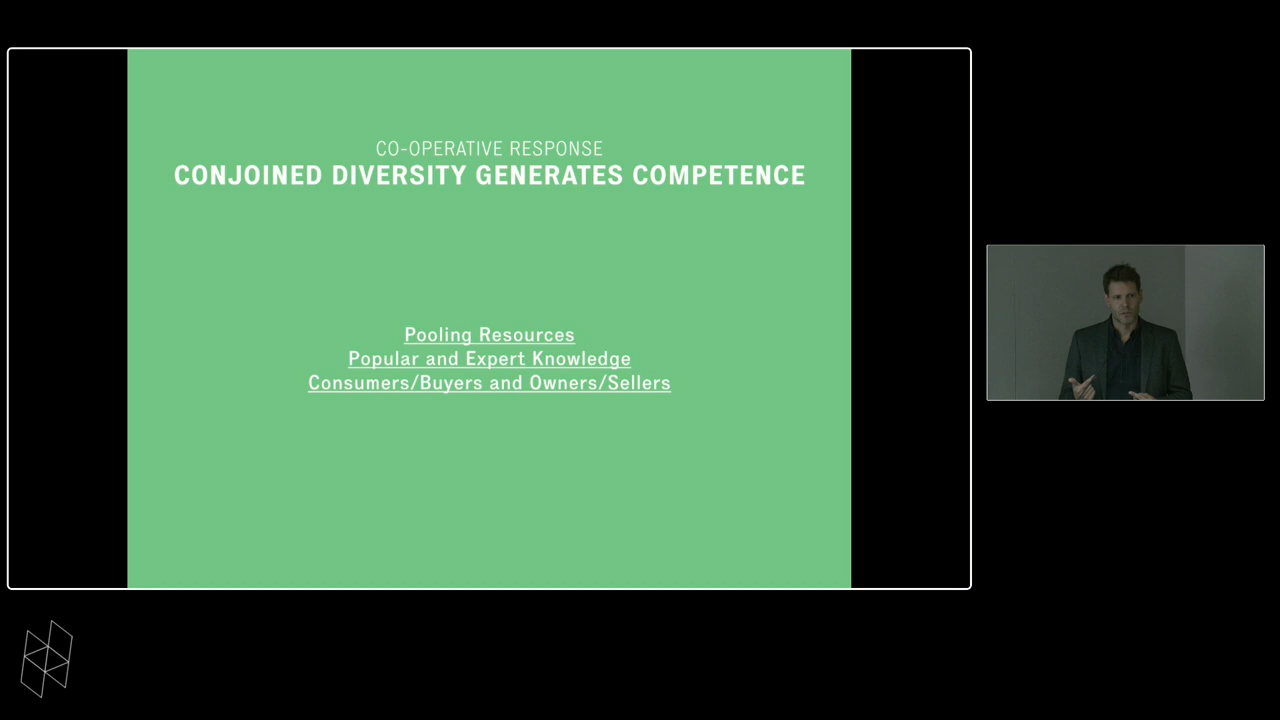 CO-OPERATIVE RESPONSE
CONJOINED DIVERSITY GENERATES COMPETENCE
Pooling Resources
Popular and Expert Knowledge
Consumers/Buyers and Owners/Sellers